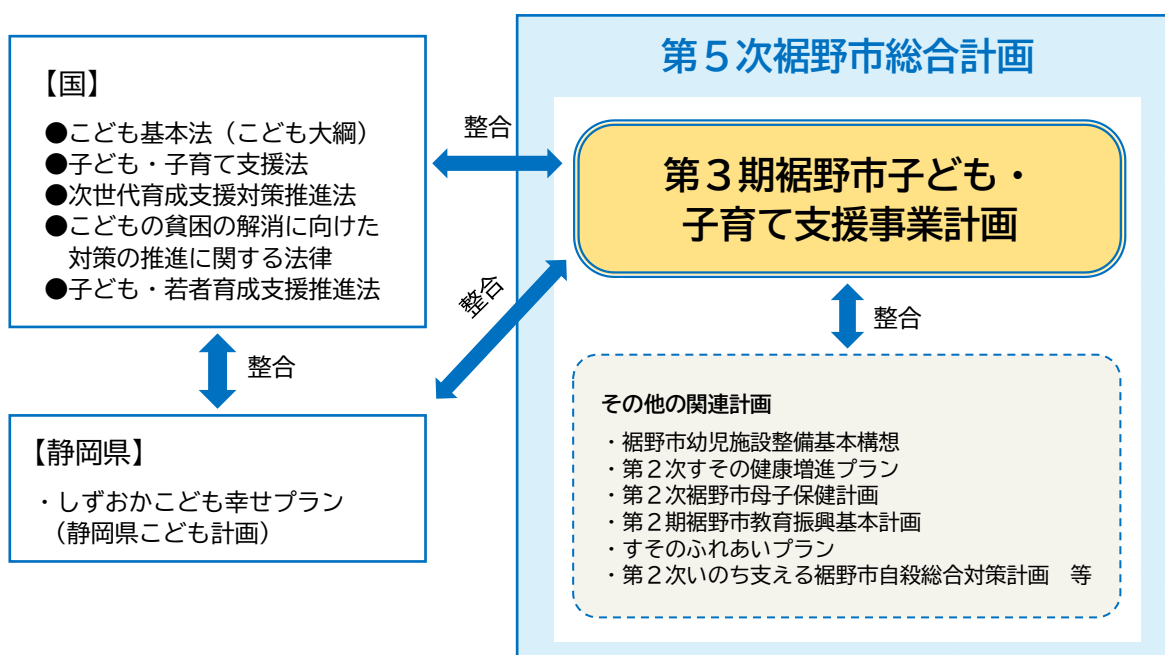 【国】
●こども基本法（こども大綱）
●子ども・子育て支援法
●次世代育成支援対策推進法
●こどもの貧困の解消に向けた
対策の推進に関する法律
●子ども・若者育成支援推進法
整合
【静岡県】
・しずおかこども幸せプラン
（静岡県こども計画）
整合
整合
第５次裾野市総合計画
第３期裾野市子ども・
子育て支援事業計画
整合
その他の関連計画
・裾野市幼児施設整備基本構想
・第２次すその健康増進プラン
・第２次裾野市母子保健計画
・第２期裾野市教育振興基本計画
・すそのふれあいプラン
・第２次いのち支える裾野市自殺総合対策計画　等